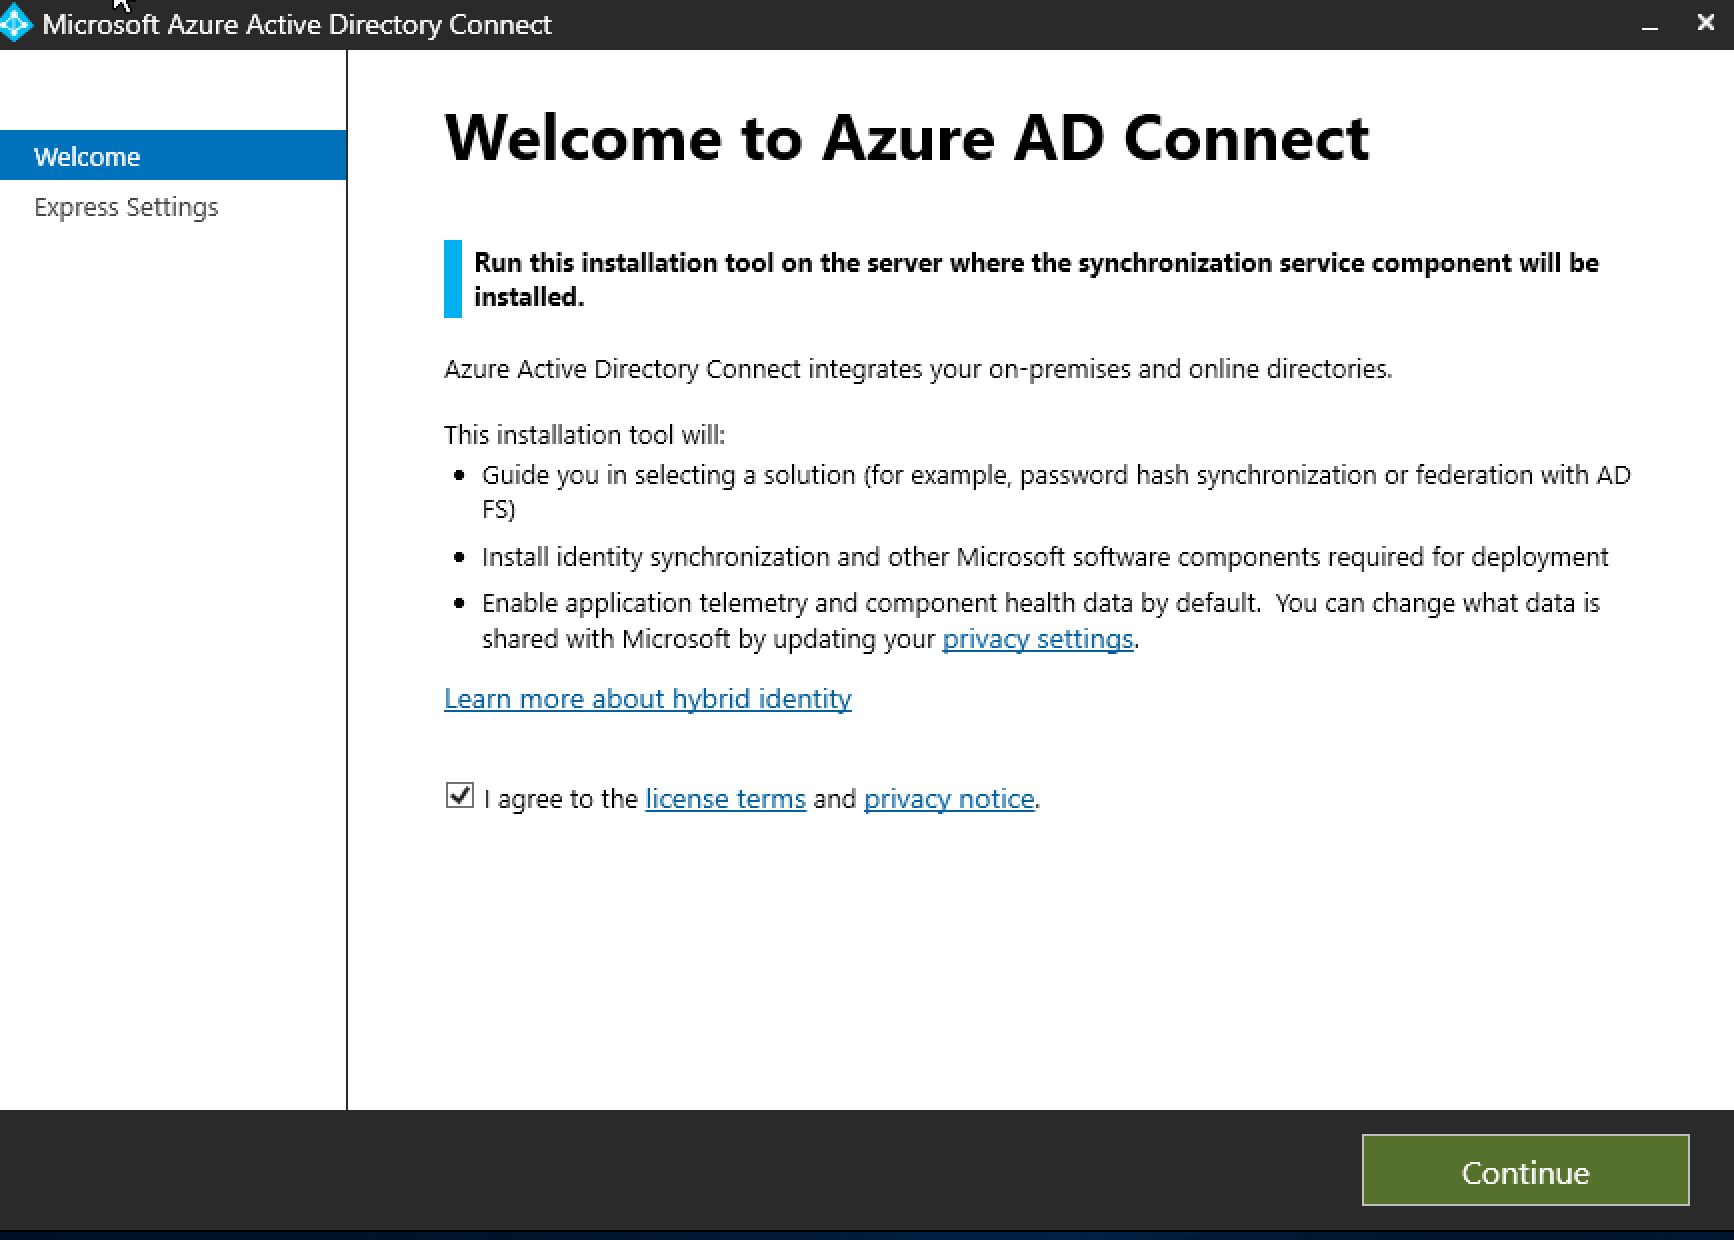 Microsoft Azure Active Directory Connect
Welcome
Express Settings
Welcome to Azure AD Connect
Run this installation tool on the server where the synchronization service component will be
installed.
Azure Active Directory Connect integrates your on-premises and online directories.
This installation tool will:
• Guide you in selecting a solution (for example, password hash synchronization or federation with AD
FS)
• Install identity synchronization and other Microsoft software components required for deployment
• Enable application telemetry and component health data by default.  You can change what data is
shared with Microsoft by updating your privacy settings.
Learn more about hybrid identity
I agree to the license terms and privacy notice.
Continue